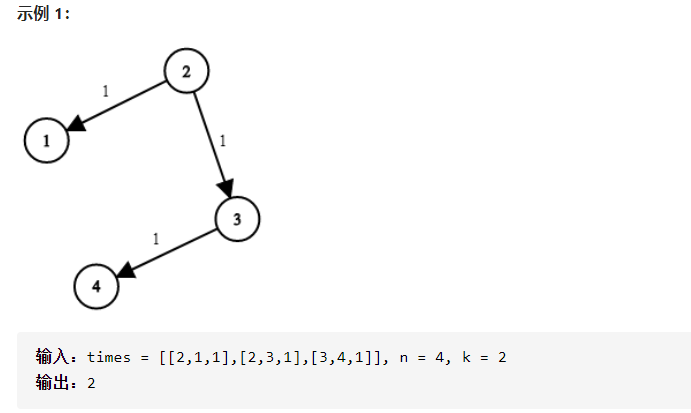 示例 1：
2
1
1
1
3
1
4
输入：times = [[2,1,1],[2,3,1],[3,4,1]], n = 4, k = 2
输出：2